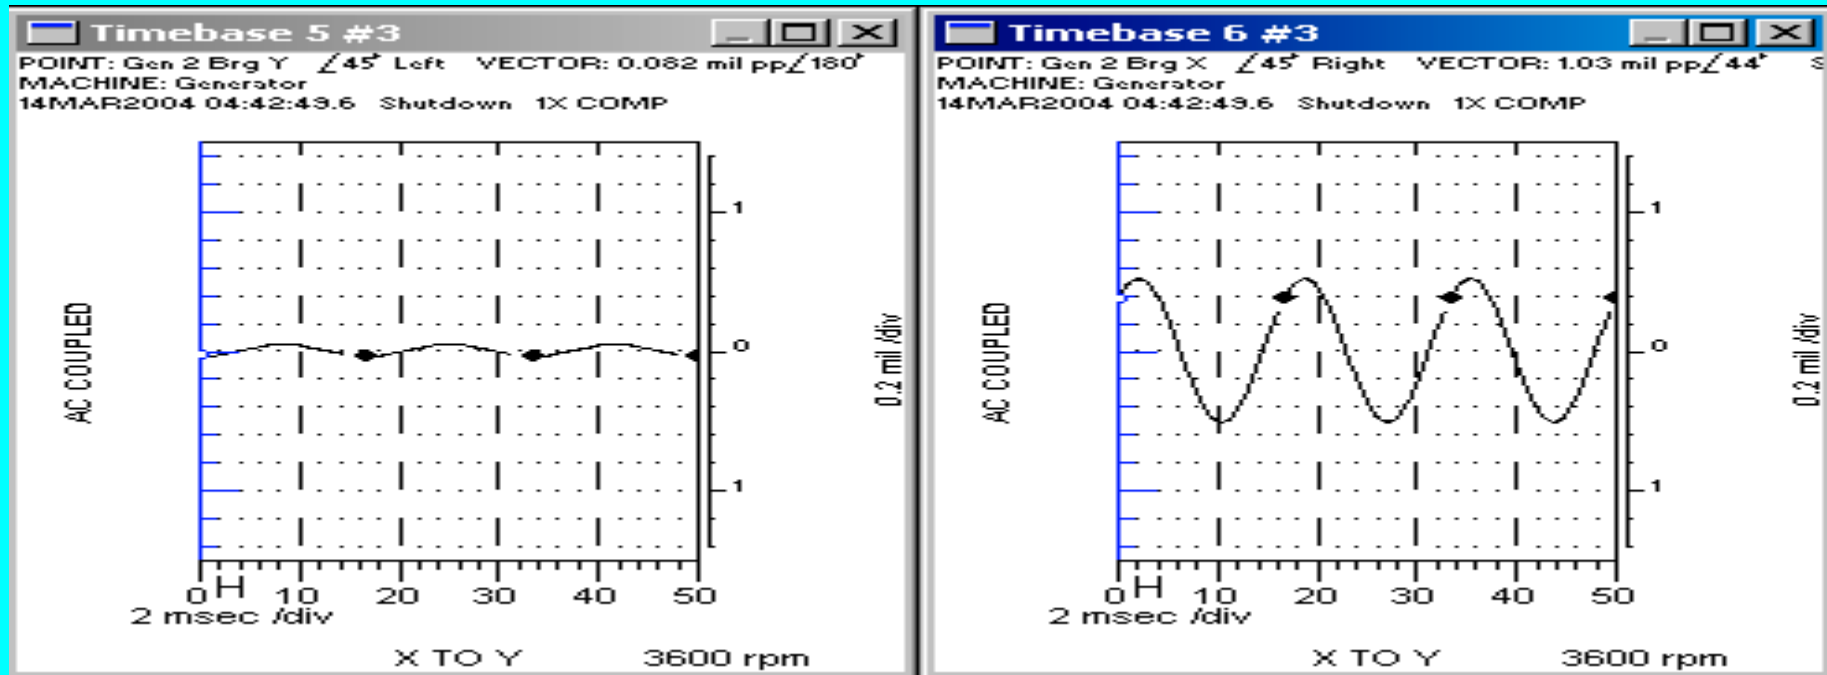 Timebase 5 #3
POINT: Gen 2 Brg Y ∠45° Left VECTOR: 0.082 mil pp∠180°
MACHINE: Generator
14MAR2004 04:42:49.6 Shutdown 1X COMP
AC COUPLED
1
0
1
0.2 mil /div
0 H 10 20 30 40 50
2 msec /div
X TO Y 3600 rpm
Timebase 6 #3
POINT: Gen 2 Brg X ∠45° Right VECTOR: 1.03 mil pp∠44° S
MACHINE: Generator
14MAR2004 04:42:49.6 Shutdown 1X COMP
AC COUPLED
1
0
1
0.2 mil /div
0 H 10 20 30 40 50
2 msec /div
X TO Y 3600 rpm